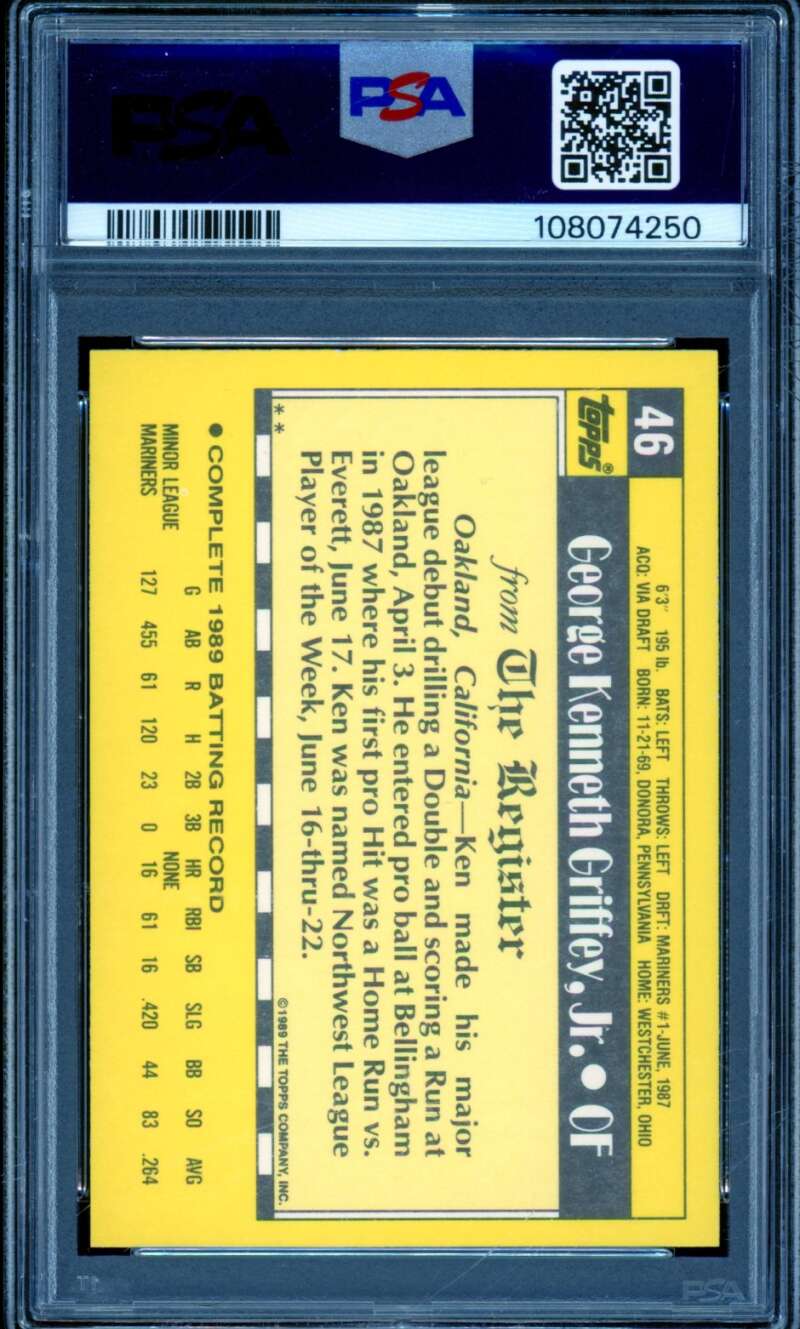 PSA
PSA
108074250
46
6'3" 195 lb. BATS: LEFT THROWS: LEFT DRFT: MARINERS #1-JUNE, 1987
ACQ: VIA DRAFT BORN: 11-21-69, DONORA, PENNSYLVANIA HOME: WESTCHESTER, OHIO
topps®
George Kenneth Griffey, Jr. • OF
from The Register
Oakland, California—Ken made his major
league debut drilling a Double and scoring a Run at
Oakland, April 3. He entered pro ball at Bellingham
in 1987 where his first pro Hit was a Home Run vs.
Everett, June 17. Ken was named Northwest League
Player of the Week, June 16-thru-22.
* *
©1989 THE TOPPS COMPANY, INC.
• COMPLETE 1989 BATTING RECORD
G AB R H 2B 3B HR RBI SB SLG BB SO AVG
MINOR LEAGUE NONE
MARINERS 127 455 61 120 23 0 16 61 16 .420 44 83 .264
PSA